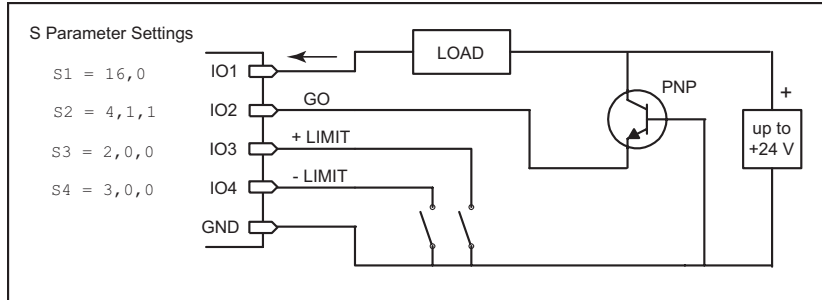 S Parameter Settings
S1 = 16,0
S2 = 4,1,1
S3 = 2,0,0
S4 = 3,0,0
IO1
IO2
IO3
IO4
GND
LOAD
GO
+ LIMIT
- LIMIT
PNP
+
up to
+24 V